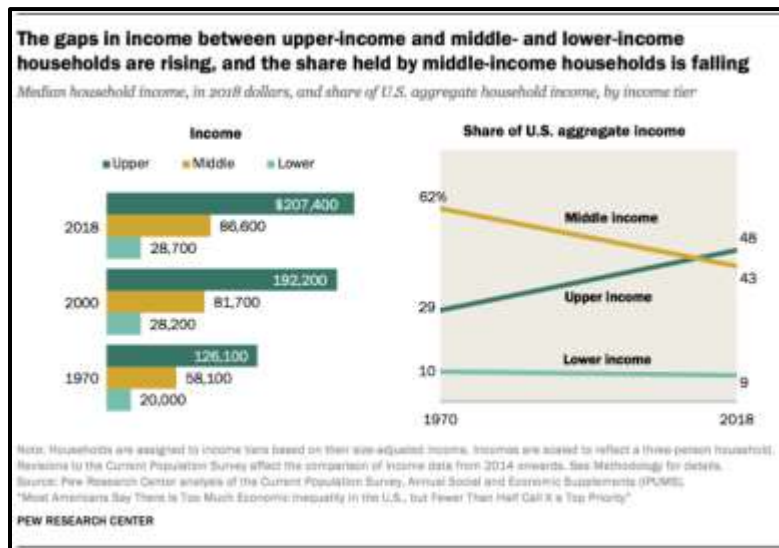 The gaps in income between upper-income and middle- and lower-income
households are rising, and the share held by middle-income households is falling
Median household income, in 2018 dollars, and share of U.S. aggregate household income, by income tier
Income
Upper Middle Lower
2018
$207,400
86,600
28,700
2000
192,200
81,700
28,200
1970
126,100
58,100
20,000
Share of U.S. aggregate income
62%
Middle income
48
43
29
Upper income
10
Lower income
9
1970 2018
Note: Households are assigned to income tiers based on their size-adjusted income. Incomes are scaled to reflect a three-person household.
Revisions to the Current Population Survey affect the comparison of income data from 2014 onwards. See Methodology for details.
Source: Pew Research Center analysis of the Current Population Survey, Annual Social and Economic Supplements (IPUMS).
"Most Americans Say There Is Too Much Economic Inequality in the U.S., but Fewer Than Half Call It a Top Priority"
PEW RESEARCH CENTER